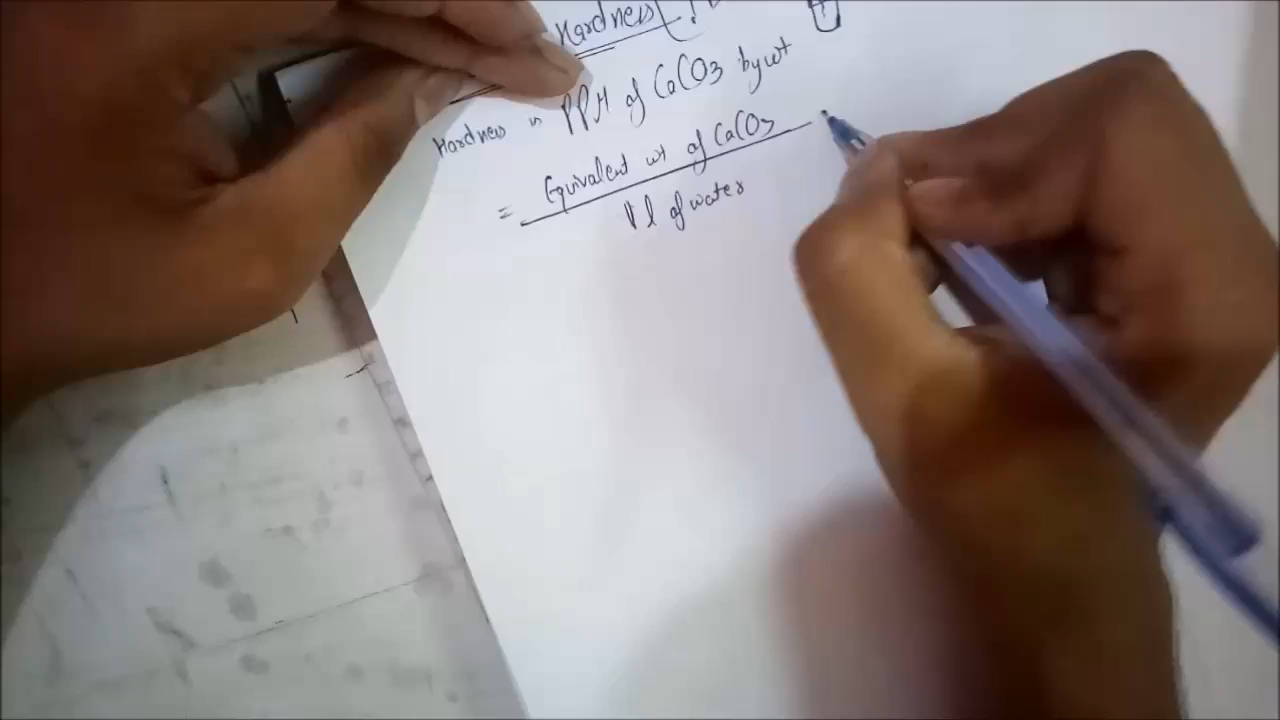 Hardness
Hardness in PPM of CaCO3 by wt
= Equivalent wt of CaCO3
1 l of water